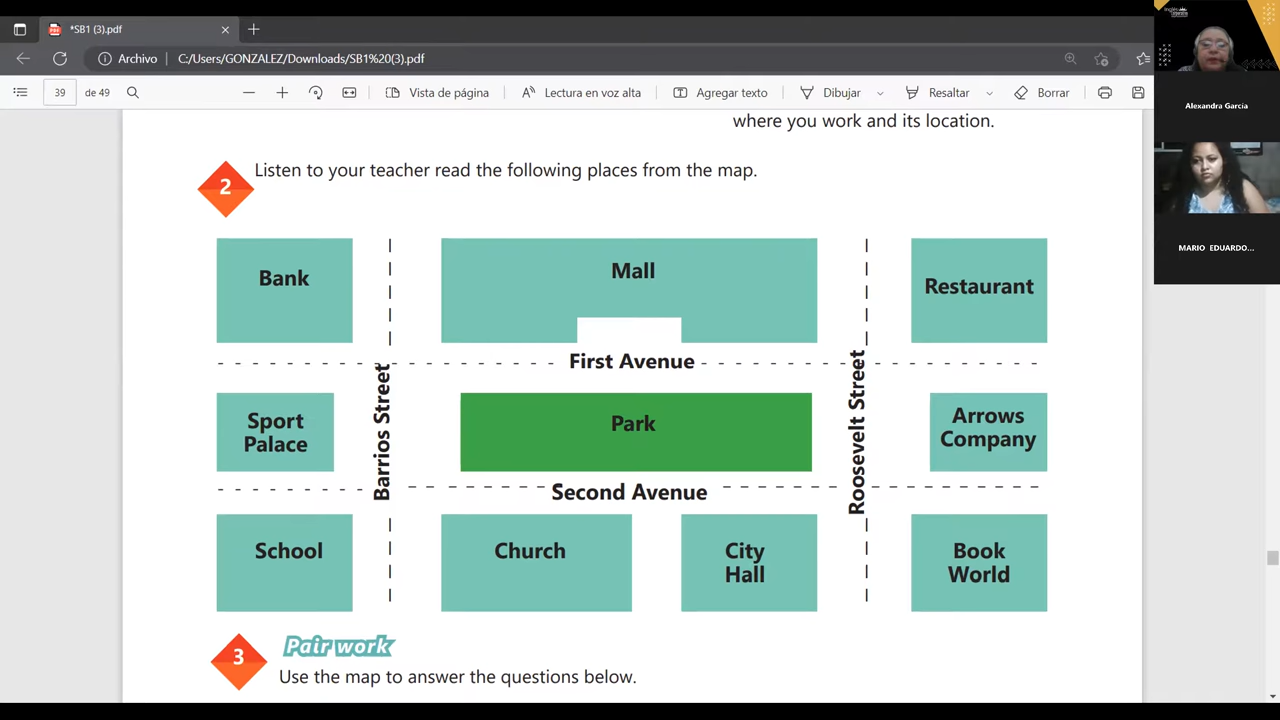 *SB1 (3).pdf
Archivo
C:/Users/GONZALEZ/Downloads/SB1%20(3).pdf
39
de 49
Vista de página
Lectura en voz alta
Agregar texto
Dibujar
Resaltar
Borrar
Alexandra García
MARIO EDUARDO...
where you work and its location.
2
Listen to your teacher read the following places from the map.
Bank
Mall
Restaurant
First Avenue
Barrios Street
Roosevelt Street
Sport
Palace
Park
Arrows
Company
Second Avenue
School
Church
City
Hall
Book
World
3
Pair work
Use the map to answer the questions below.